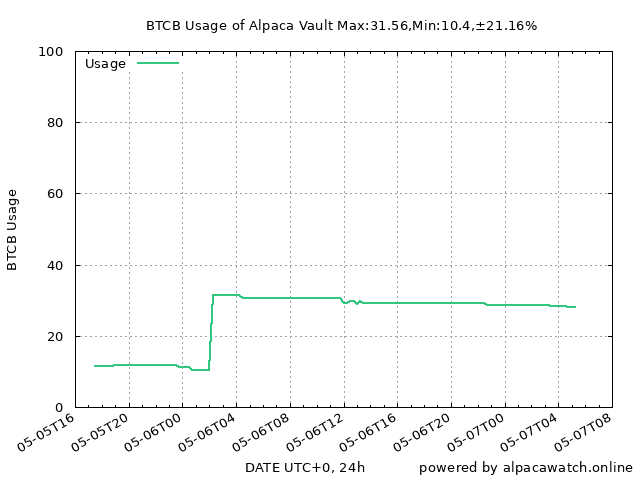 BTCB Usage of Alpaca Vault Max:31.56,Min:10.4,±21.16%
Usage
BTCB Usage
100
80
60
40
20
0
05-05T16
05-05T20
05-06T00
05-06T04
05-06T08
05-06T12
05-06T16
05-06T20
05-07T00
05-07T04
05-07T08
DATE UTC+0, 24h
powered by alpacawatch.online